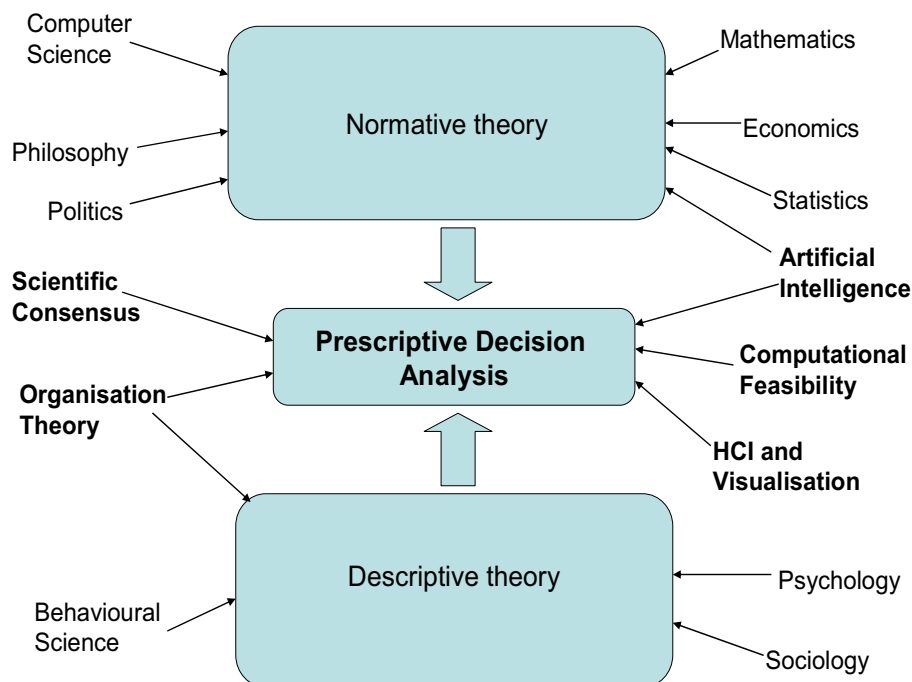 Computer
Science
Mathematics
Normative theory
Economics
Philosophy
Statistics
Politics
Artificial
Intelligence
Scientific
Consensus
Prescriptive Decision
Analysis
Computational
Feasibility
Organisation
Theory
HCI and
Visualisation
Descriptive theory
Psychology
Behavioural
Science
Sociology